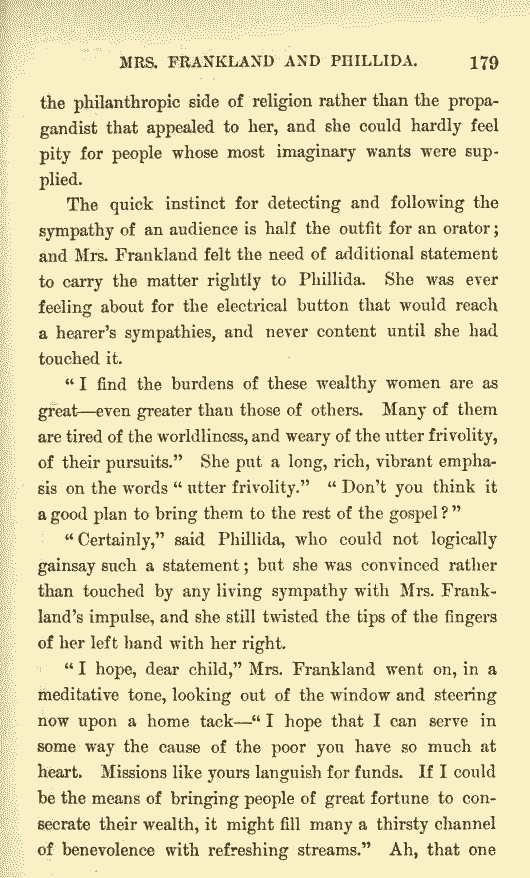 MRS. FRANKLAND AND PHILLIDA. 179
the philanthropic side of religion rather than the propa-
gandist that appealed to her, and she could hardly feel
pity for people whose most imaginary wants were sup-
plied.
The quick instinct for detecting and following the
sympathy of an audience is half the outfit for an orator;
and Mrs. Frankland felt the need of additional statement
to carry the matter rightly to Phillida. She was ever
feeling about for the electrical button that would reach
a hearer's sympathies, and never content until she had
touched it.
"I find the burdens of these wealthy women are as
great—even greater than those of others. Many of them
are tired of the worldliness, and weary of the utter frivolity,
of their pursuits." She put a long, rich, vibrant empha-
sis on the words "utter frivolity." "Don't you think it
a good plan to bring them to the rest of the gospel?"
"Certainly," said Phillida, who could not logically
gainsay such a statement; but she was convinced rather
than touched by any living sympathy with Mrs. Frank-
land's impulse, and she still twisted the tips of the fingers
of her left hand with her right.
"I hope, dear child," Mrs. Frankland went on, in a
meditative tone, looking out of the window and steering
now upon a home tack—"I hope that I can serve in
some way the cause of the poor you have so much at
heart. Missions like yours languish for funds. If I could
be the means of bringing people of great fortune to con-
secrate their wealth, it might fill many a thirsty channel
of benevolence with refreshing streams." Ah, that one